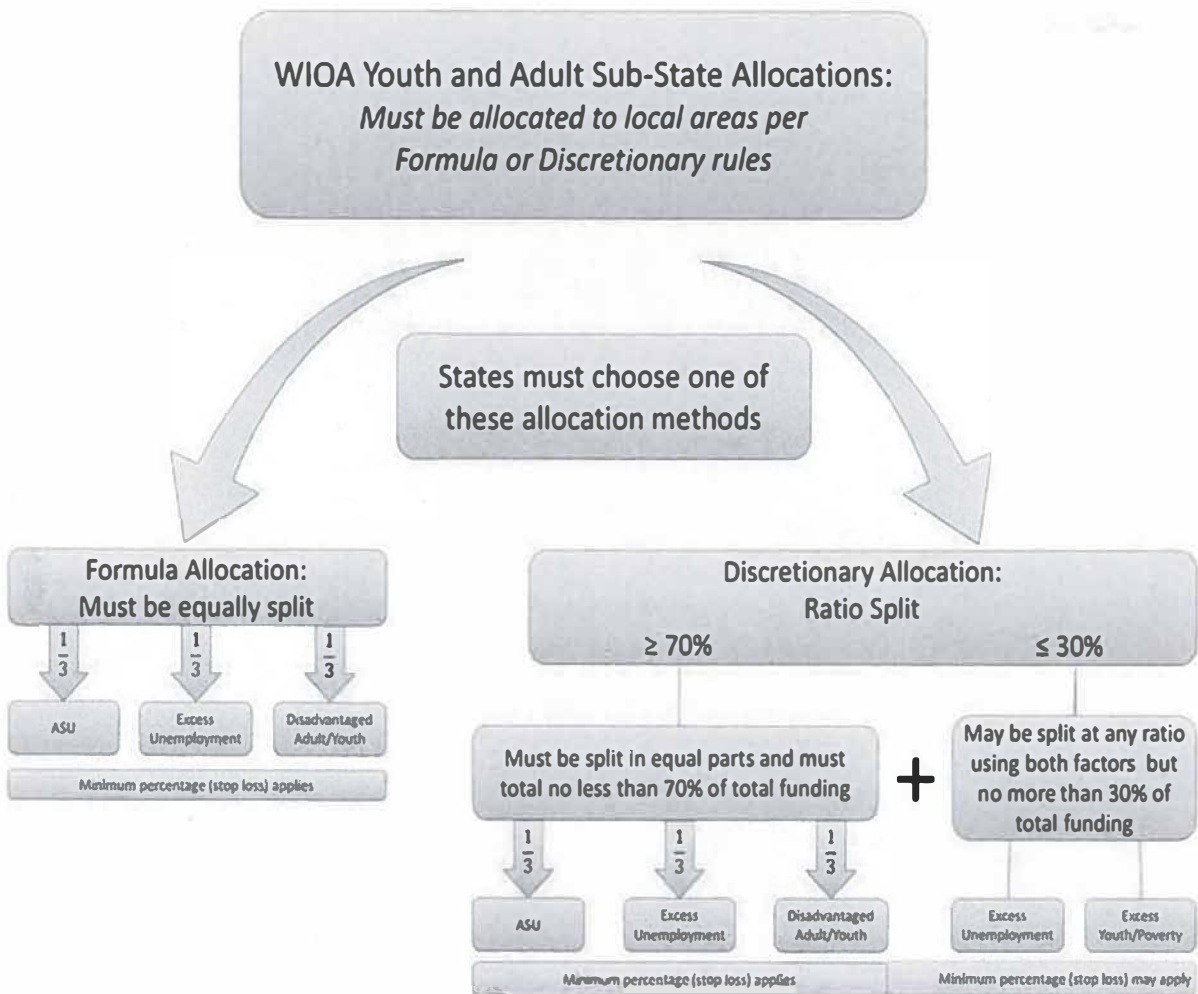 WIOA Youth and Adult Sub-State Allocations:
Must be allocated to local areas per
Formula or Discretionary rules
States must choose one of
these allocation methods
Formula Allocation:
Must be equally split
1/3 1/3 1/3
ASU
Excess
Unemployment
Disadvantaged
Adult/Youth
Minimum percentage (stop loss) applies
Discretionary Allocation:
Ratio Split
≥ 70% ≤ 30%
Must be split in equal parts and must
total no less than 70% of total funding
+
May be split at any ratio
using both factors but
no more than 30% of
total funding
1/3 1/3 1/3
ASU
Excess
Unemployment
Disadvantaged
Adult/Youth
Excess
Unemployment
Excess
Youth/Poverty
Minimum percentage (stop loss) applies
Minimum percentage (stop loss) may apply